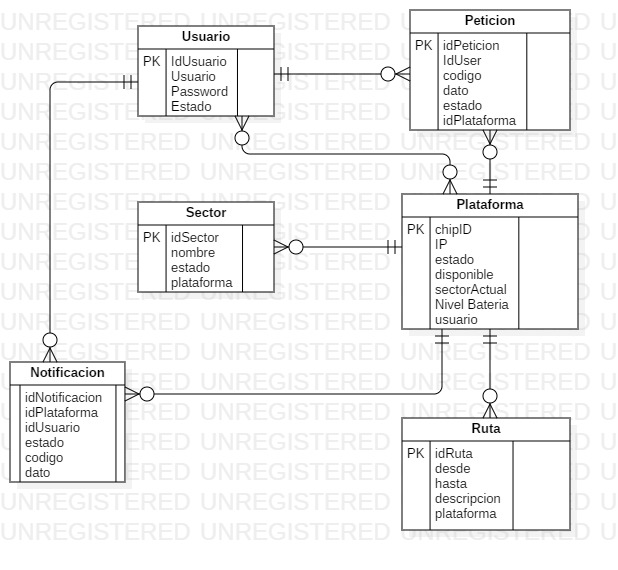 Usuario
PK
IdUsuario
Usuario
Password
Estado
Peticion
PK
idPeticion
IdUser
codigo
dato
estado
idPlataforma
Sector
PK
idSector
nombre
estado
plataforma
Plataforma
PK
chipID
IP
estado
disponible
sectorActual
Nivel Bateria
usuario
Notificacion
idNotificacion
idPlataforma
idUsuario
estado
codigo
dato
Ruta
PK
idRuta
desde
hasta
descripcion
plataforma
UNREGISTERED